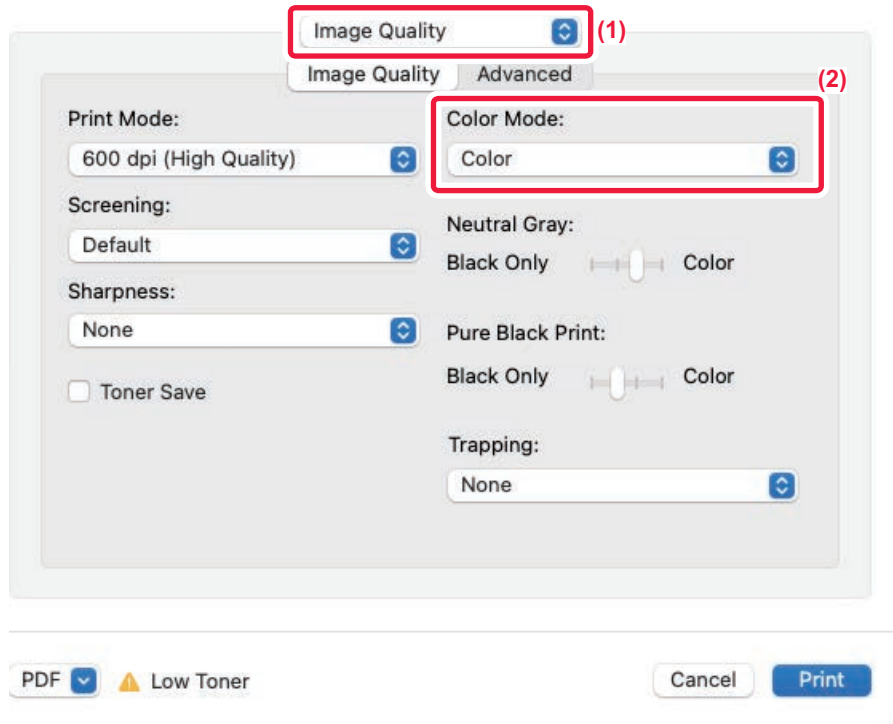 Image Quality
(1)
Image Quality
Advanced
(2)
Print Mode:
600 dpi (High Quality)
Screening:
Default
Sharpness:
None
Toner Save
Color Mode:
Color
Neutral Gray:
Black Only
Color
Pure Black Print:
Black Only
Color
Trapping:
None
PDF
Low Toner
Cancel
Print